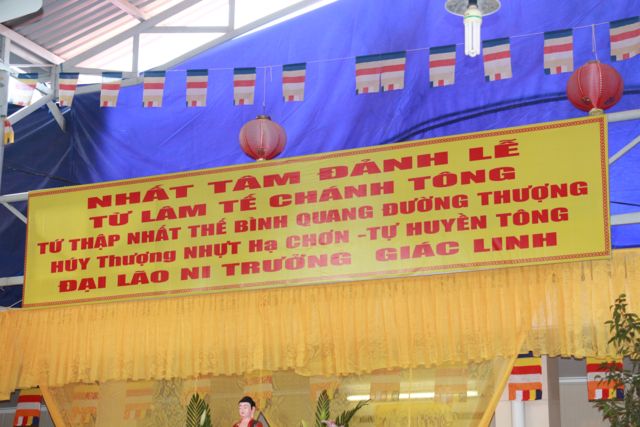 NHẤT TÂM ĐẢNH LỄ
TỪ LÂM TẾ CHÁNH TÔNG
TỨ THẬP NHẤT THẾ BÌNH QUANG ĐƯỜNG THƯỢNG
HÚY THƯỢNG NHỰT HẠ CHƠN -TỰ HUYỀN TÔNG
ĐẠI LÃO NI TRƯỞNG GIÁC LINH